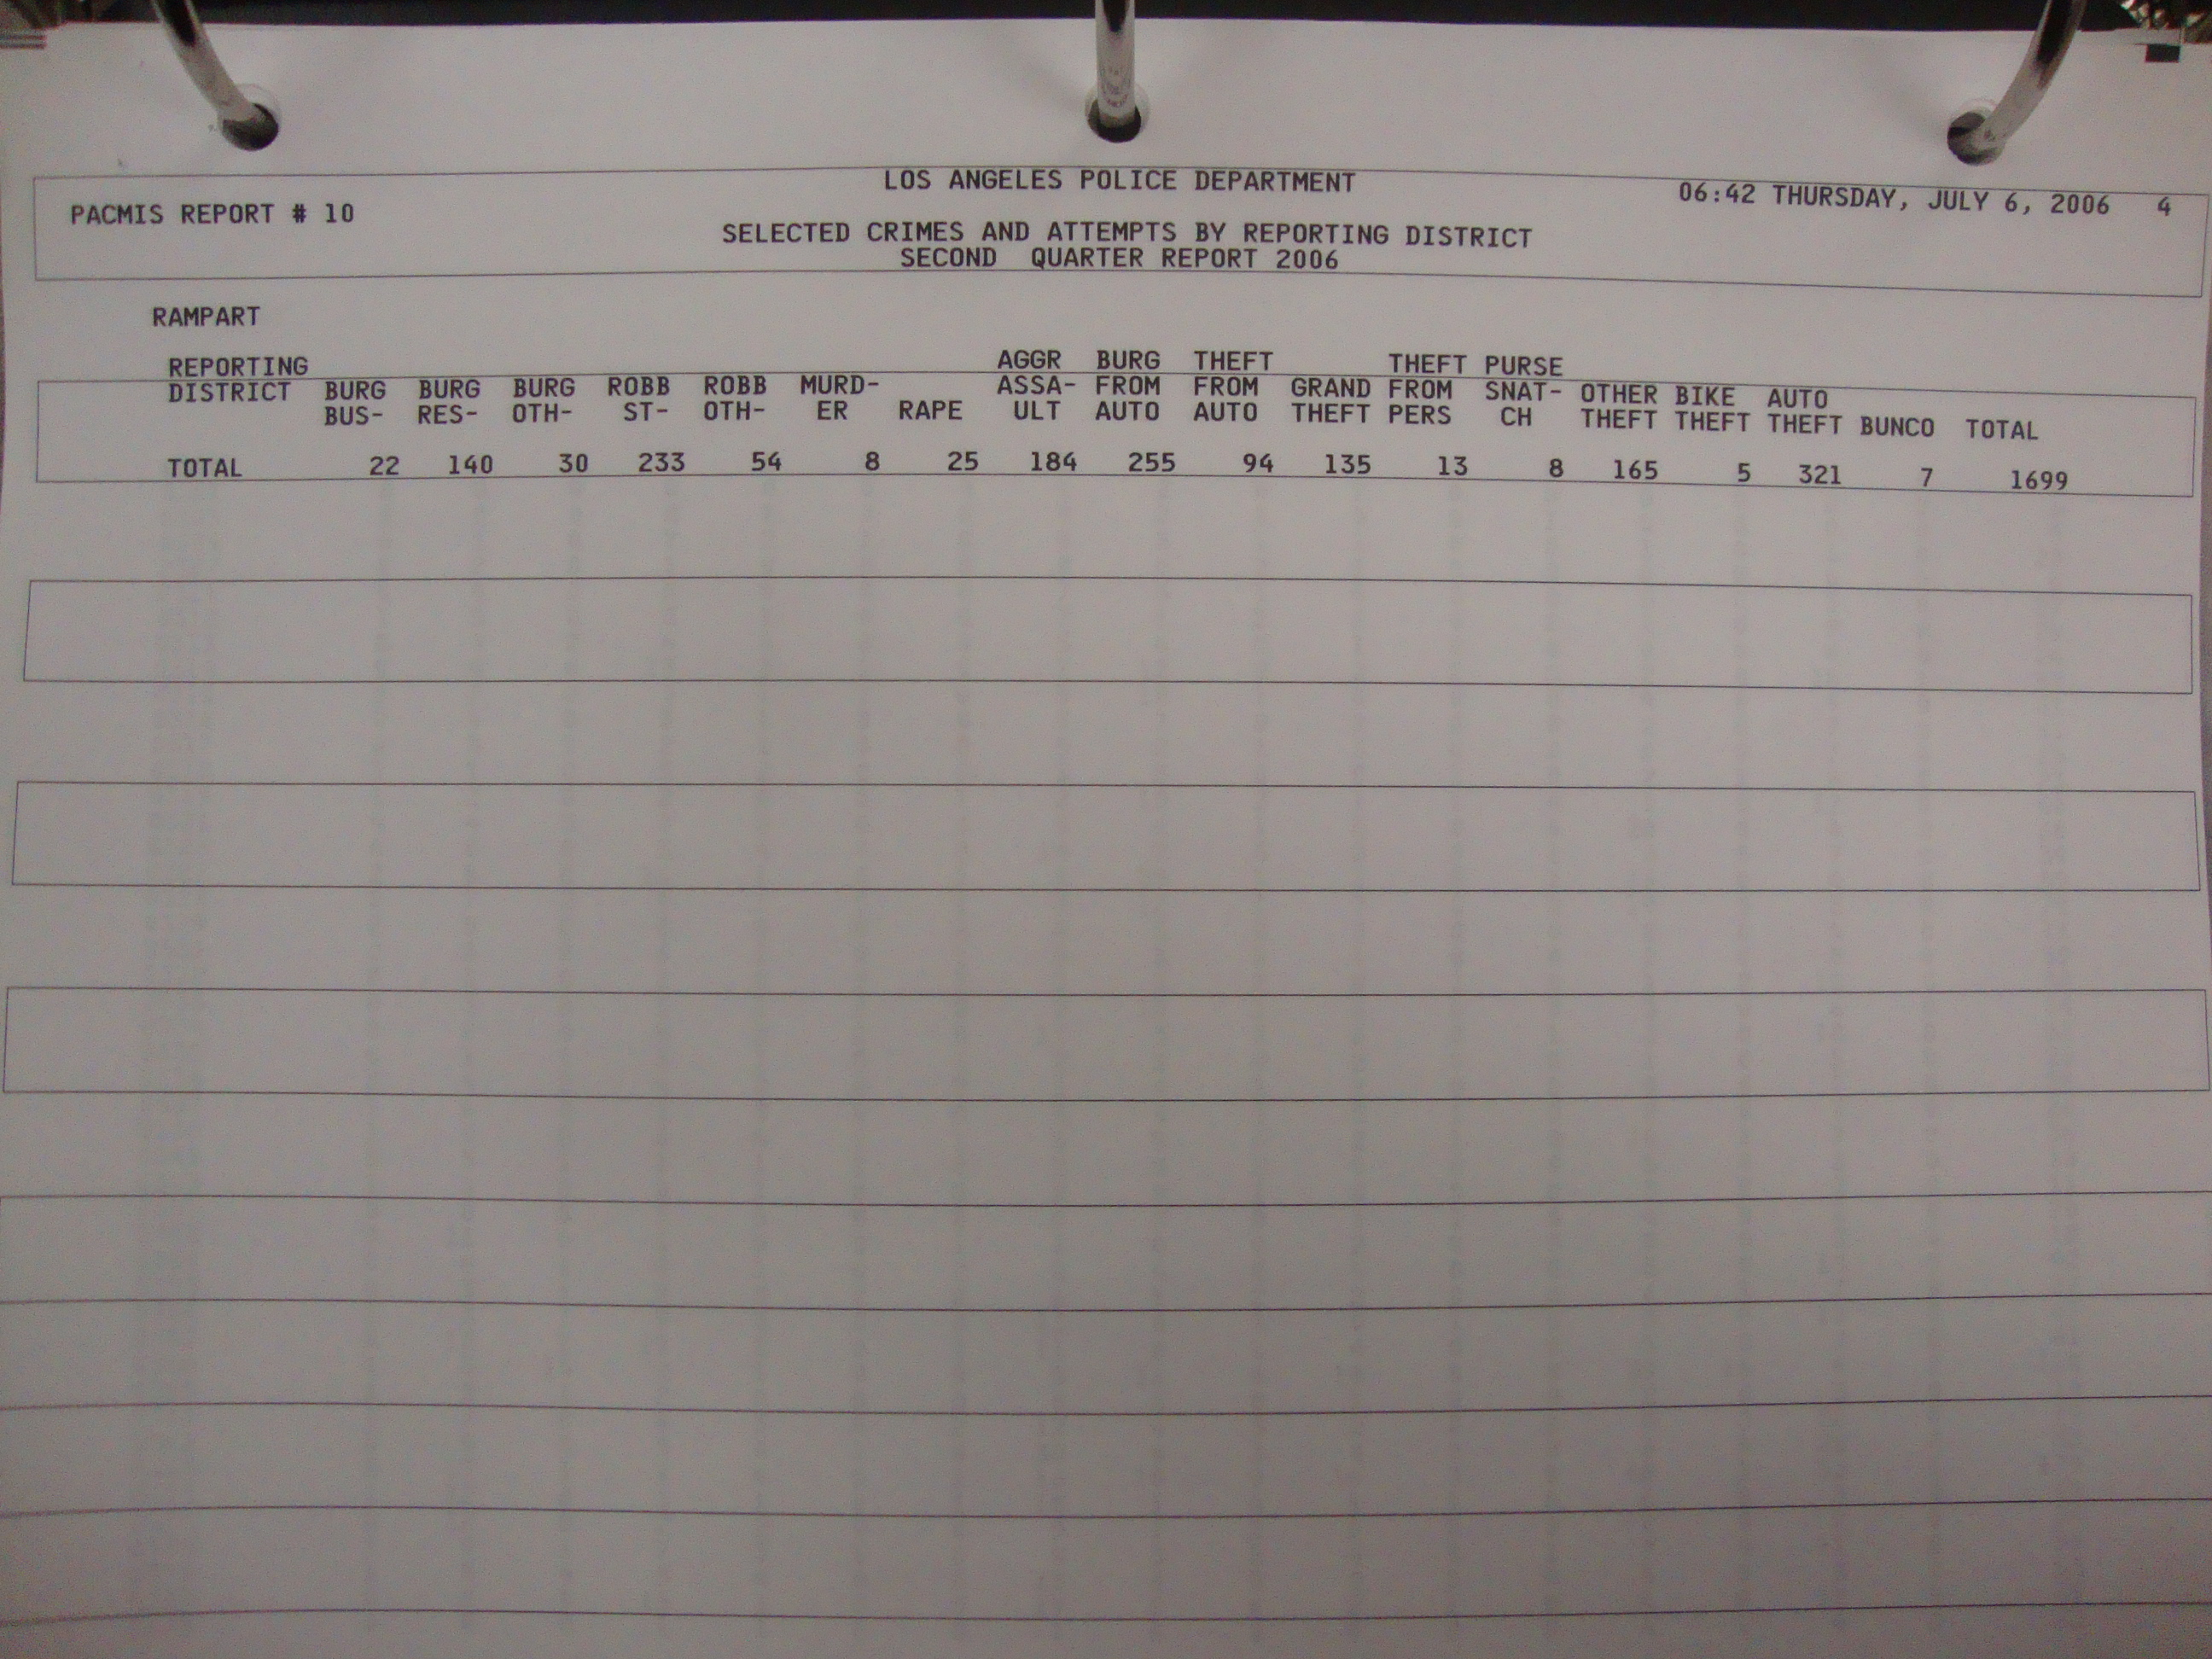 LOS ANGELES POLICE DEPARTMENT
PACMIS REPORT # 10
06:42 THURSDAY, JULY 6, 2006 4
SELECTED CRIMES AND ATTEMPTS BY REPORTING DISTRICT
SECOND QUARTER REPORT 2006
RAMPART
REPORTING AGGR BURG THEFT THEFT PURSE
DISTRICT BURG BURG BURG ROBB ROBB MURD- ASSA- FROM FROM GRAND FROM SNAT- OTHER BIKE AUTO
BUS- RES- OTH- ST- OTH- ER RAPE ULT AUTO AUTO THEFT PERS CH THEFT THEFT THEFT BUNCO TOTAL
TOTAL 22 140 30 233 54 8 25 184 255 94 135 13 8 165 5 321 7 1699